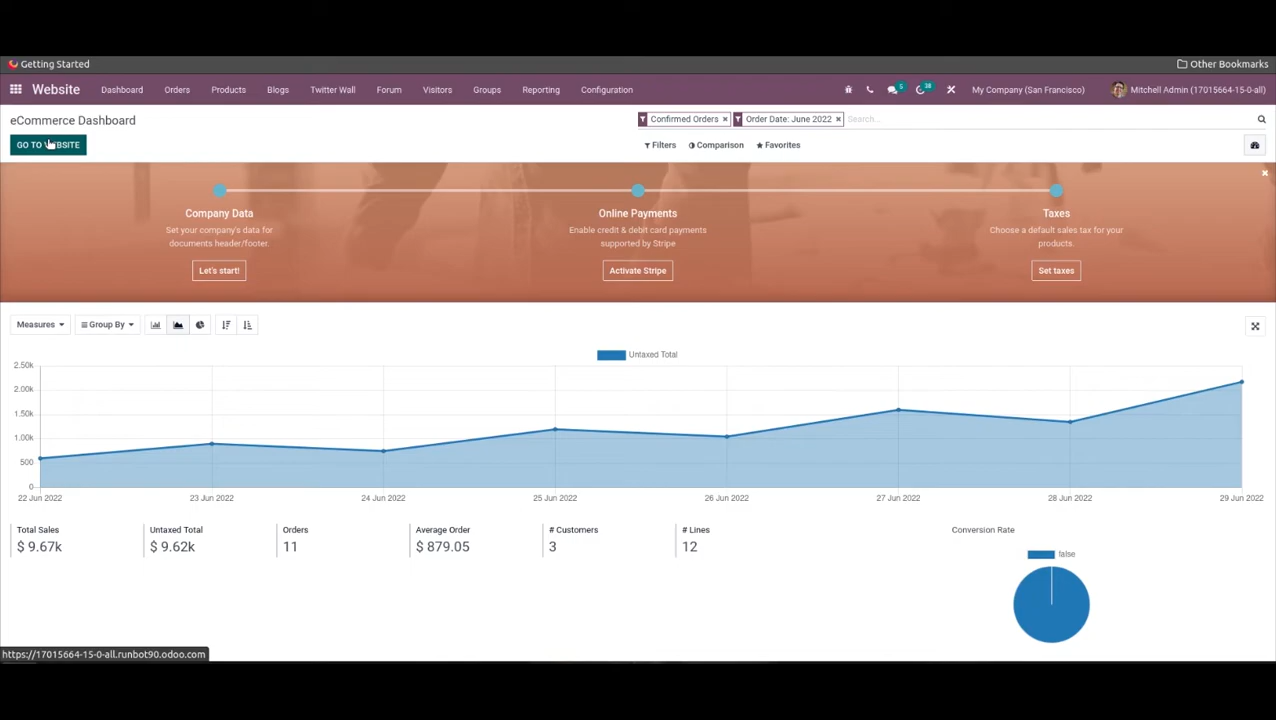 Getting Started
Other Bookmarks
Website
Dashboard
Orders
Products
Blogs
Twitter Wall
Forum
Visitors
Groups
Reporting
Configuration
5
38
My Company (San Francisco)
Mitchell Admin (17015664-15-0-all)
eCommerce Dashboard
Confirmed Orders ×
Order Date: June 2022 ×
Search...
GO TO WEBSITE
Filters
Comparison
Favorites
Company Data
Set your company's data for
documents header/footer.
Let's start!
Online Payments
Enable credit & debit card payments
supported by Stripe
Activate Stripe
Taxes
Choose a default sales tax for your
products.
Set taxes
Measures
Group By
Untaxed Total
2.50k
2.00k
1.50k
1.00k
500
0
22 Jun 2022
23 Jun 2022
24 Jun 2022
25 Jun 2022
26 Jun 2022
27 Jun 2022
28 Jun 2022
29 Jun 2022
Total Sales
$ 9.67k
Untaxed Total
$ 9.62k
Orders
11
Average Order
$ 879.05
# Customers
3
# Lines
12
Conversion Rate
false
https://17015664-15-0-all.runbot90.odoo.com